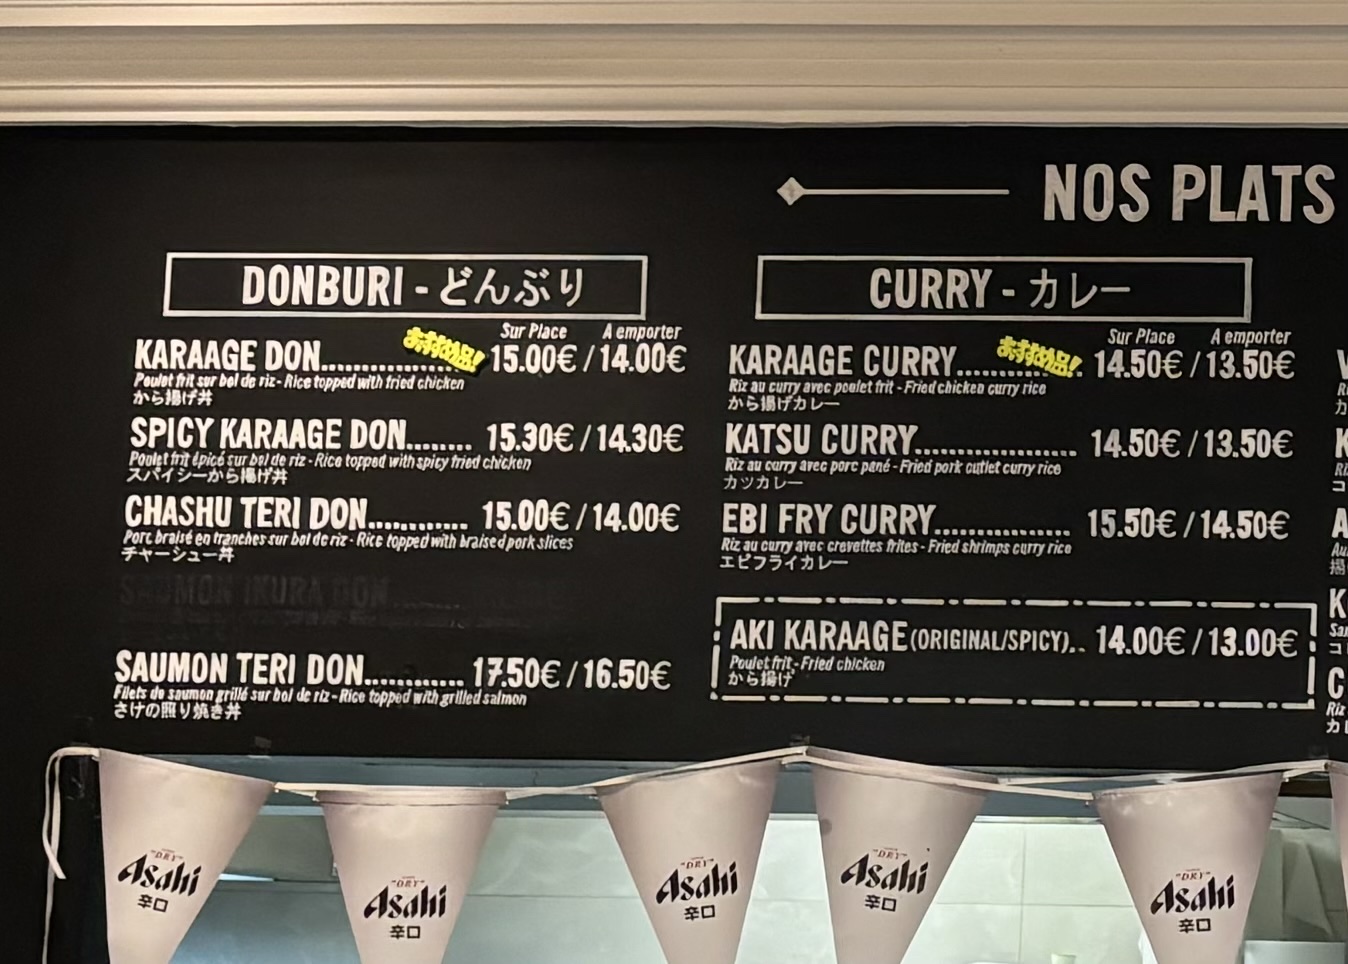 NOS PLATS
DONBURI - どんぶり
Sur Place A emporter
KARAAGE DON.................. おすすめ品! 15.00€ / 14.00€
Poulet frit sur bol de riz - Rice topped with fried chicken
から揚げ丼
SPICY KARAAGE DON........ 15.30€ / 14.30€
Poulet frit épicé sur bol de riz - Rice topped with spicy fried chicken
スパイシーから揚げ丼
CHASHU TERI DON............. 15.00€ / 14.00€
Porc braisé en tranches sur bol de riz - Rice topped with braised pork slices
チャーシュー丼
SAUMON IKURA DON
SAUMON TERI DON............. 17.50€ / 16.50€
Filets de saumon grillé sur bol de riz - Rice topped with grilled salmon
さけの照り焼き丼
CURRY - カレー
Sur Place A emporter
KARAAGE CURRY................ おすすめ品! 14.50€ / 13.50€
Riz au curry avec poulet frit - Fried chicken curry rice
から揚げカレー
KATSU CURRY..................... 14.50€ / 13.50€
Riz au curry avec porc pané - Fried pork cutlet curry rice
カツカレー
EBI FRY CURRY.................. 15.50€ / 14.50€
Riz au curry avec crevettes frites - Fried shrimps curry rice
エビフライカレー
AKI KARAAGE (ORIGINAL/SPICY).. 14.00€ / 13.00€
Poulet frit - Fried chicken
から揚げ
"DRY"
Asahi
辛口
"DRY"
Asahi
辛口
"DRY"
Asahi
辛口
"DRY"
Asahi
辛口
"DRY"
Asahi
辛口